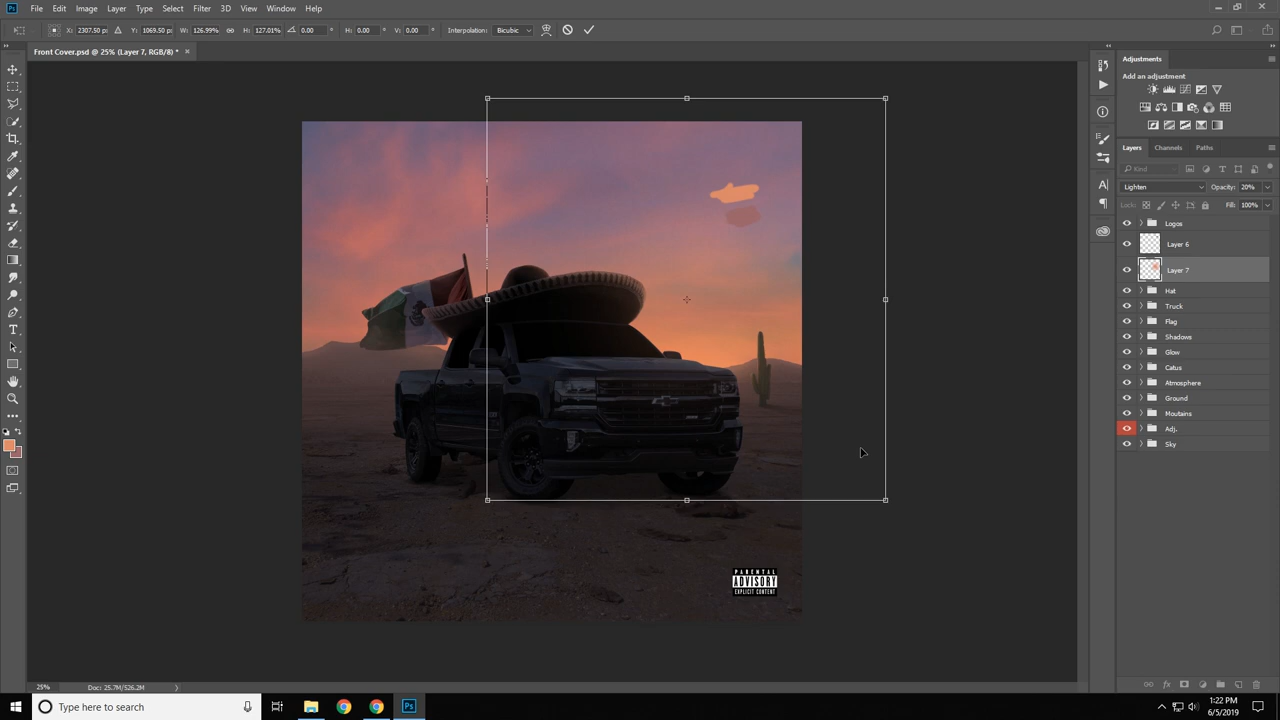 Ps File Edit Image Layer Type Select Filter 3D View Window Help
X: 2307.50 p: Y: 1069.50 p: W: 126.99% H: 127.01% 0.00 ° H: 0.00 ° V: 0.00 ° Interpolation: Bicubic
Front Cover.psd @ 25% (Layer 7, RGB/8) * ×
Adjustments
Add an adjustment
Layers Channels Paths
Kind
Lighten Opacity: 20%
Lock: Fill: 100%
Logos
Layer 6
Layer 7
Hat
Truck
Flag
Shadows
Glow
Catus
Atmosphere
Ground
Moutains
Adj.
Sky
PARENTAL
ADVISORY
EXPLICIT CONTENT
25% Doc: 25.7M/526.2M
Type here to search
Ps
1:22 PM
6/5/2019